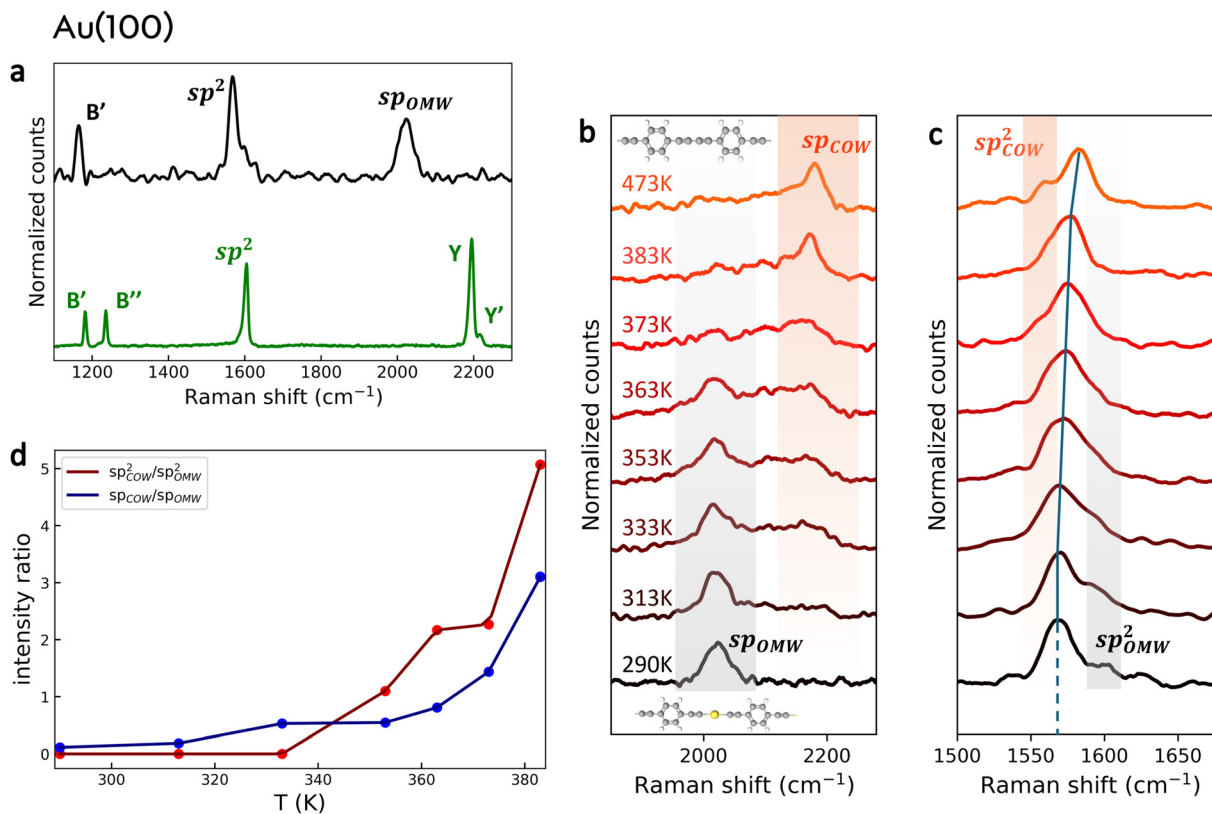 Au(100)
a
B’
sp²
sp_OMW
B’
B’’
sp²
Y
Y’
Normalized counts
1200 1400 1600 1800 2000 2200
Raman shift (cm⁻¹)
b
sp_COW
473K
383K
373K
363K
353K
333K
313K
290K
sp_OMW
Normalized counts
2000 2200
Raman shift (cm⁻¹)
c
sp²_COW
sp²_OMW
Normalized counts
1500 1550 1600 1650
Raman shift (cm⁻¹)
d
sp²_COW/sp²_OMW
sp_COW/sp_OMW
intensity ratio
5
4
3
2
1
0
300 320 340 360 380
T (K)